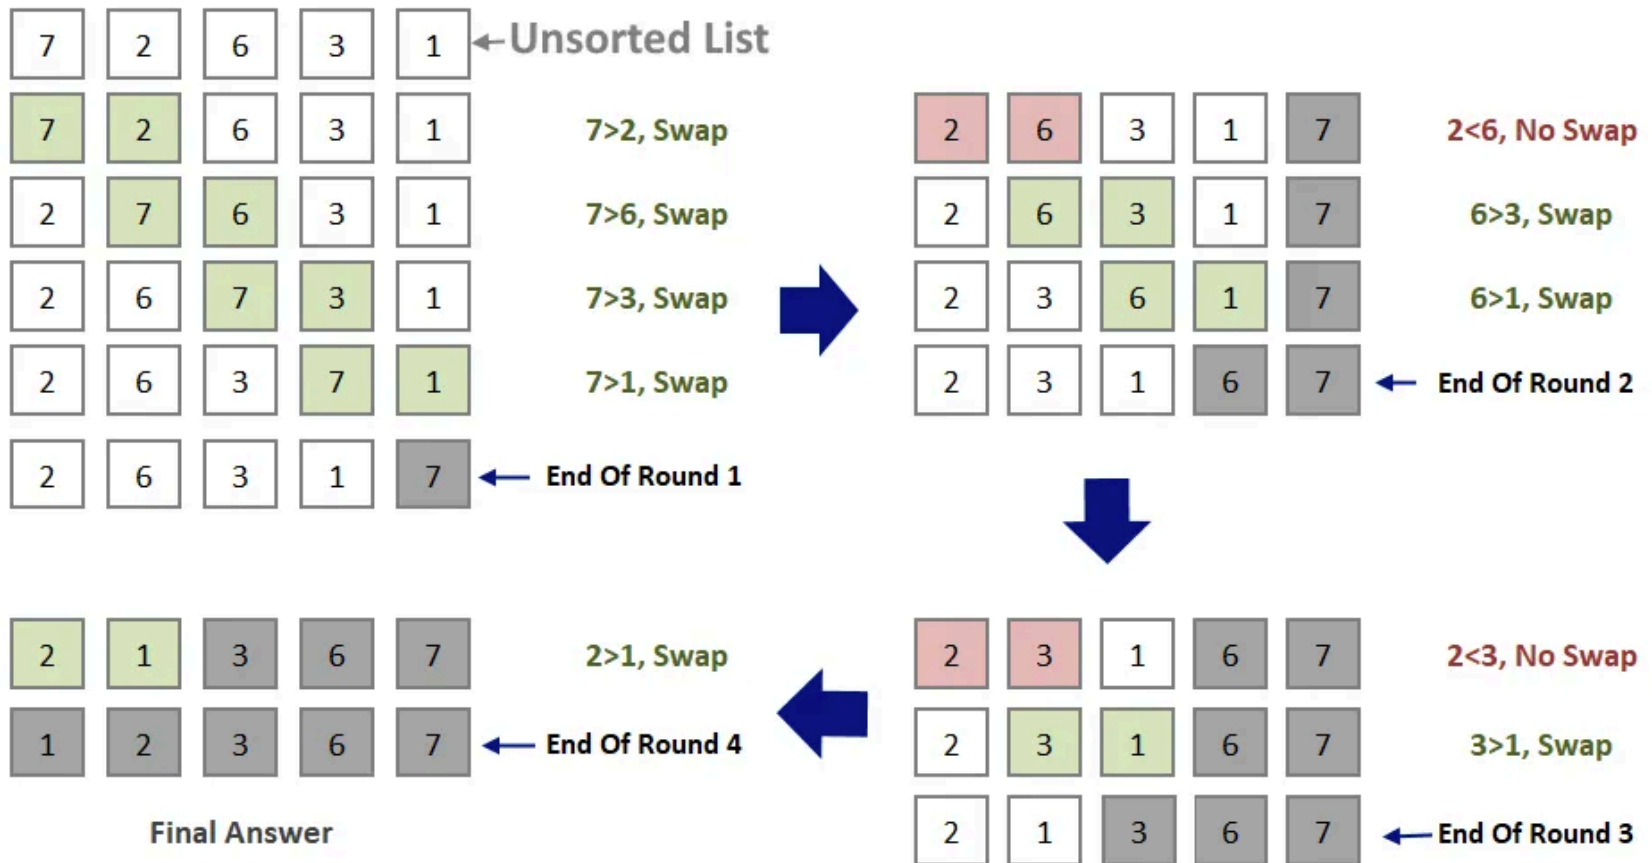 7 2 6 3 1 Unsorted List
7 2 6 3 1 7>2, Swap
2 7 6 3 1 7>6, Swap
2 6 7 3 1 7>3, Swap
2 6 3 7 1 7>1, Swap
2 6 3 1 7 End Of Round 1
2 6 3 1 7 2<6, No Swap
2 6 3 1 7 6>3, Swap
2 3 6 1 7 6>1, Swap
2 3 1 6 7 End Of Round 2
2 3 1 6 7 2<3, No Swap
2 3 1 6 7 3>1, Swap
2 1 3 6 7 End Of Round 3
2 1 3 6 7 2>1, Swap
1 2 3 6 7 End Of Round 4
Final Answer